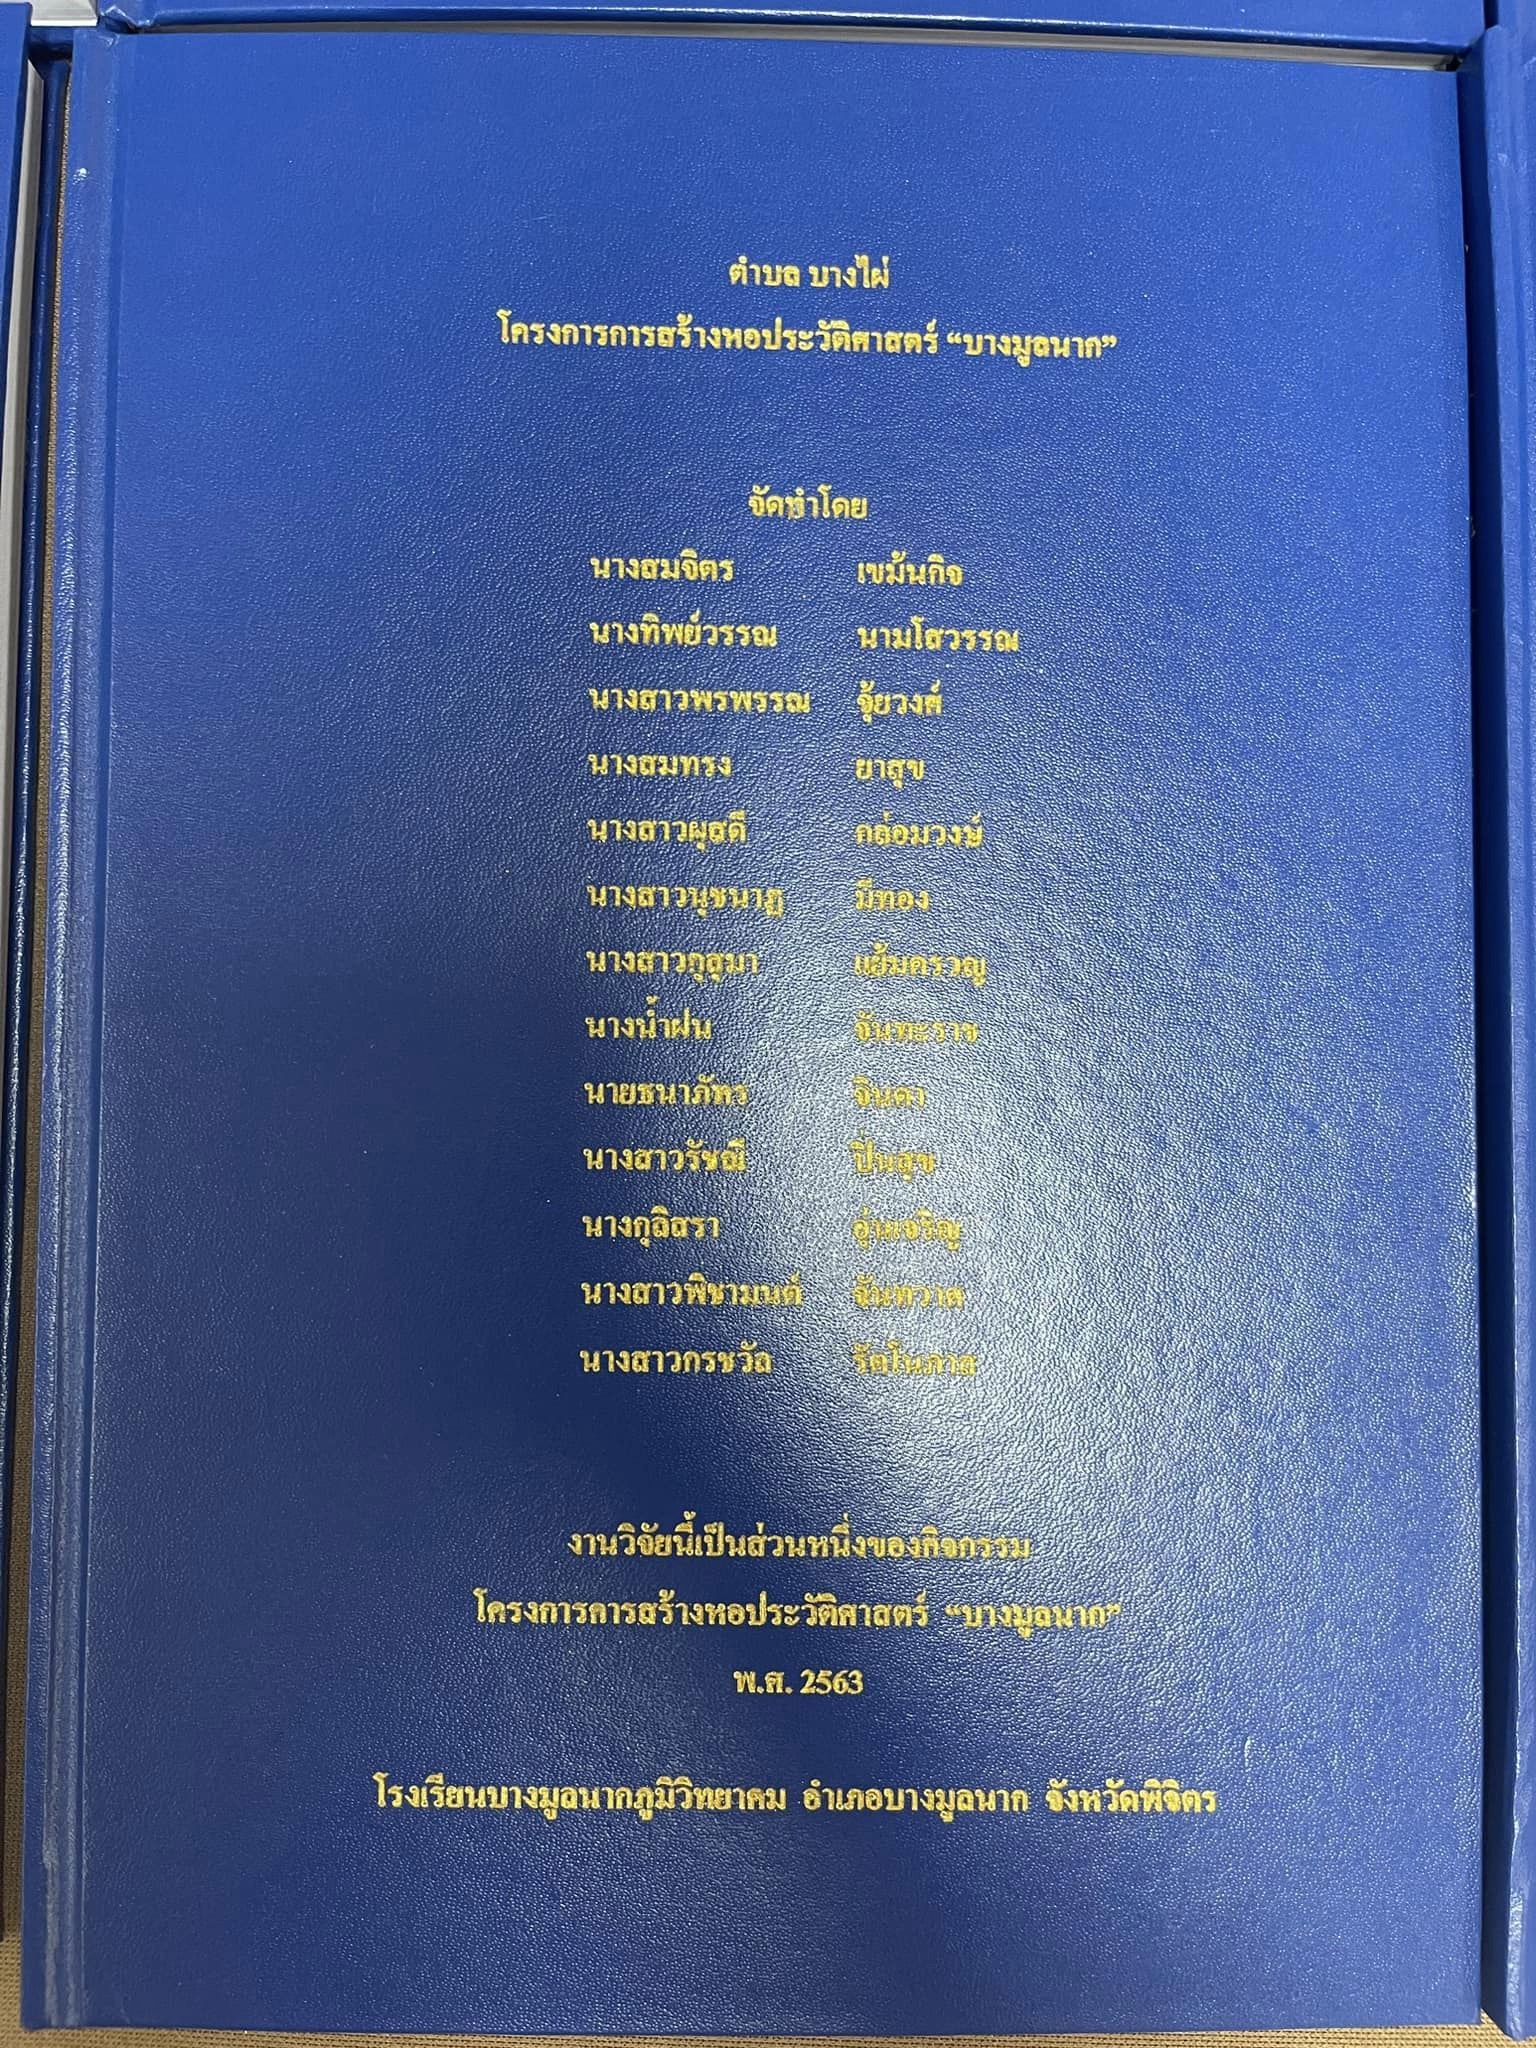 ตำบล บางไผ่
โครงการการสร้างหอประวัติศาสตร์ “บางมูลนาก”
จัดทำโดย
นางสมจิตร เขม้นกิจ
นางทิพย์วรรณ นามโสวรรณ
นางสาวพรพรรณ จุ้ยวงศ์
นางสมทรง ยาสุข
นางสาวผุสดี กล่อมวงษ์
นางสาวนุชนาฏ มีทอง
นางสาวกุสุมา แย้มครวญ
นางน้ำฝน จันทะราช
นายธนาภัทร จินดา
นางสาวรัชณี ปิ่นสุข
นางกุลิสรา อุ่นเจริญ
นางสาวพิชามนต์ จันทวาส
นางสาวกรชวัล รัตโนภาส
งานวิจัยนี้เป็นส่วนหนึ่งของกิจกรรม
โครงการการสร้างหอประวัติศาสตร์ “บางมูลนาก”
พ.ศ. 2563
โรงเรียนบางมูลนากภูมิวิทยาคม อำเภอบางมูลนาก จังหวัดพิจิตร